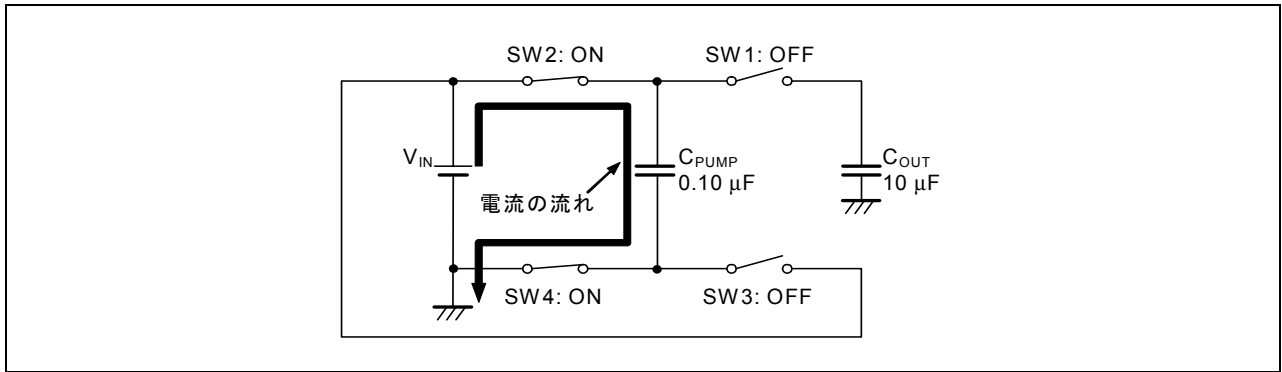 SW2: ON
SW1: OFF
VIN
CPUMP
0.10 μF
COUT
10 μF
電流の流れ
SW4: ON
SW3: OFF